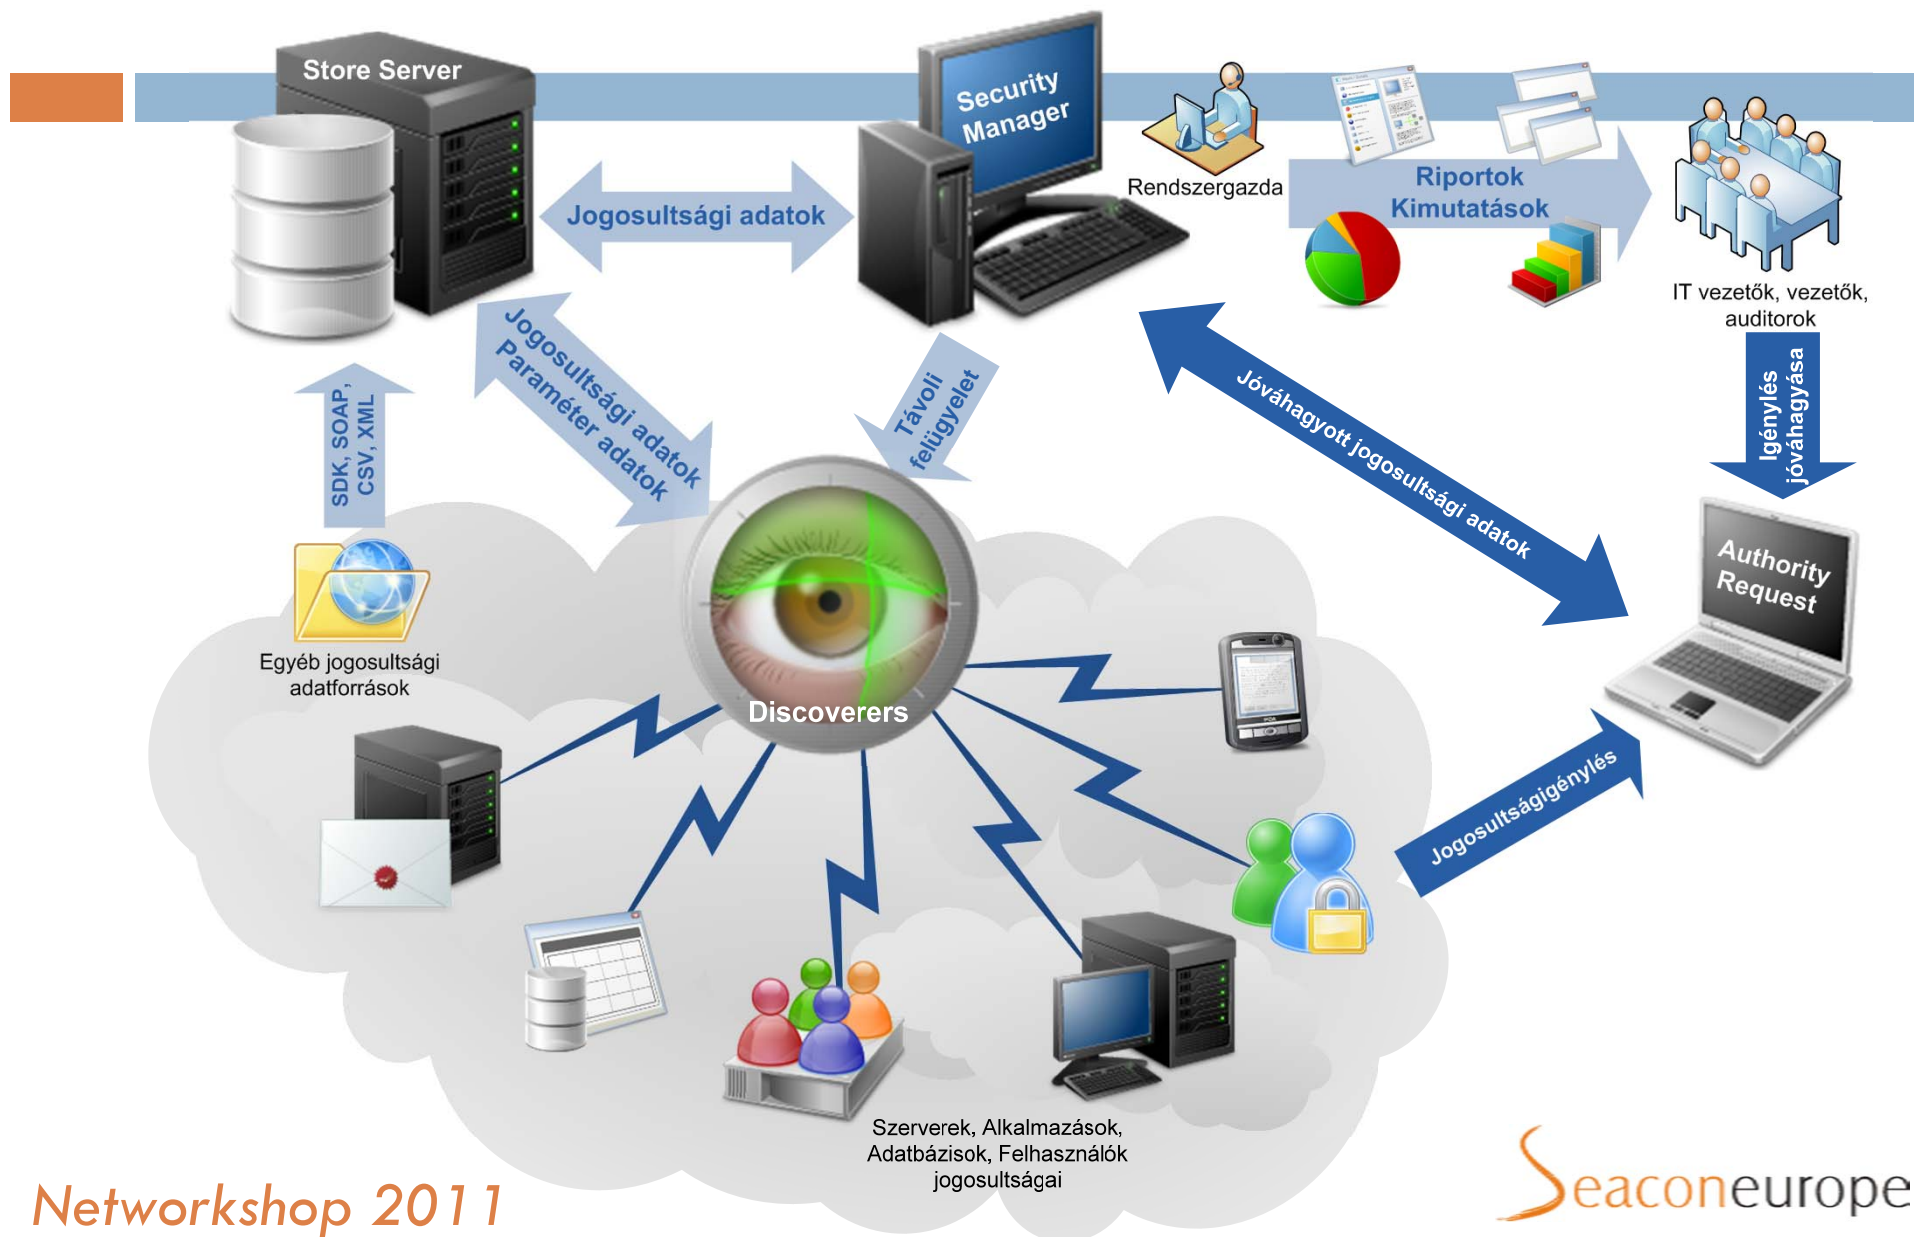 Store Server
Security
Manager
Rendszergazda
Riportok
Kimutatások
IT vezetők, vezetők,
auditorok
Jogosultsági adatok
Jogosultsági adatok
Paraméter adatok
Távoli
felügyelet
Jóváhagyott jogosultsági adatok
Igénylés
jóváhagyása
SDK, SOAP,
CSV, XML
Egyéb jogosultsági
adatforrások
Discoverers
Authority
Request
Jogosultságigénylés
Szerverek, Alkalmazások,
Adatbázisok, Felhasználók
jogosultságai
Networkshop 2011
Seaconeurope